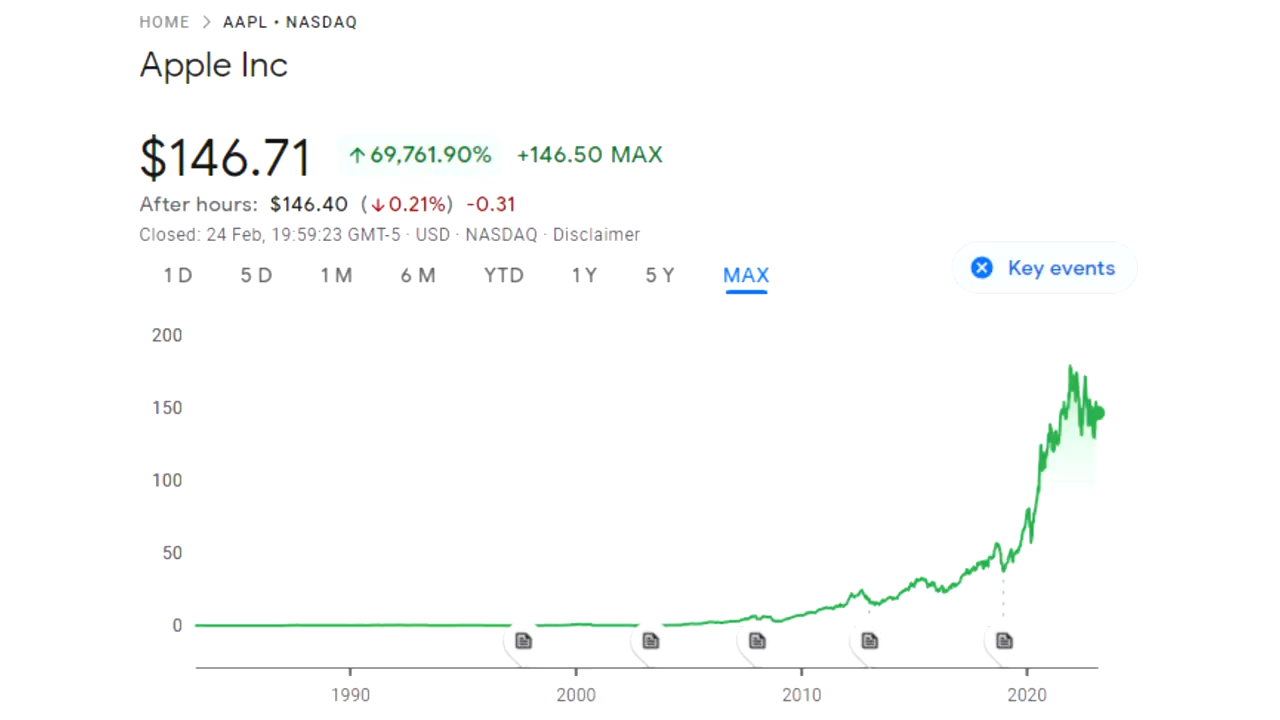 HOME > AAPL • NASDAQ
Apple Inc
$146.71 ↑69,761.90% +146.50 MAX
After hours: $146.40 (↓0.21%) -0.31
Closed: 24 Feb, 19:59:23 GMT-5 · USD · NASDAQ · Disclaimer
1 D 5 D 1 M 6 M YTD 1 Y 5 Y MAX
Key events
200
150
100
50
0
1990 2000 2010 2020